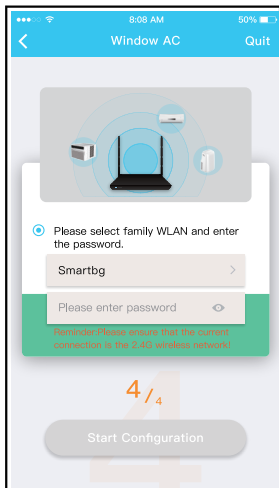 8:08 AM 50%
Window AC Quit
Please select family WLAN and enter
the password.
Smartbg
Please enter password
Reminder:Please ensure that the current
connection is the 2.4G wireless network!
4/4
Start Configuration